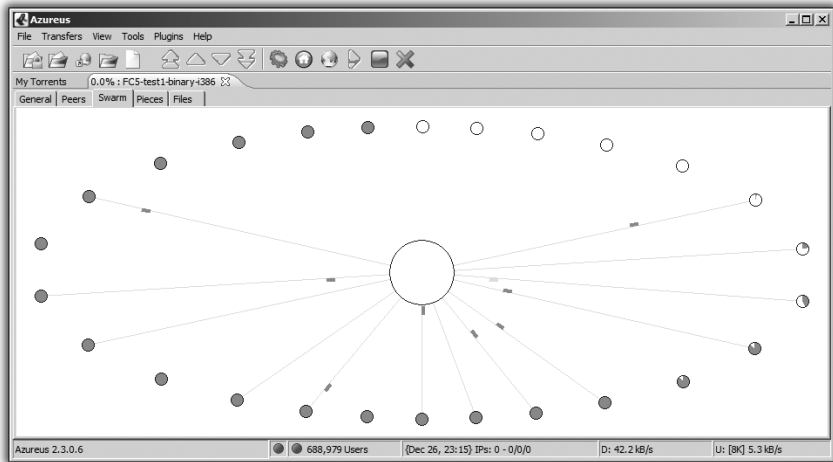 Azureus
File Transfers View Tools Plugins Help
My Torrents 0.0% : FC5-test1-binary-i386
General Peers Swarm Pieces Files
Azureus 2.3.0.6 688,979 Users {Dec 26, 23:15} IPs: 0 - 0/0/0 D: 42.2 kB/s U: [8K] 5.3 kB/s